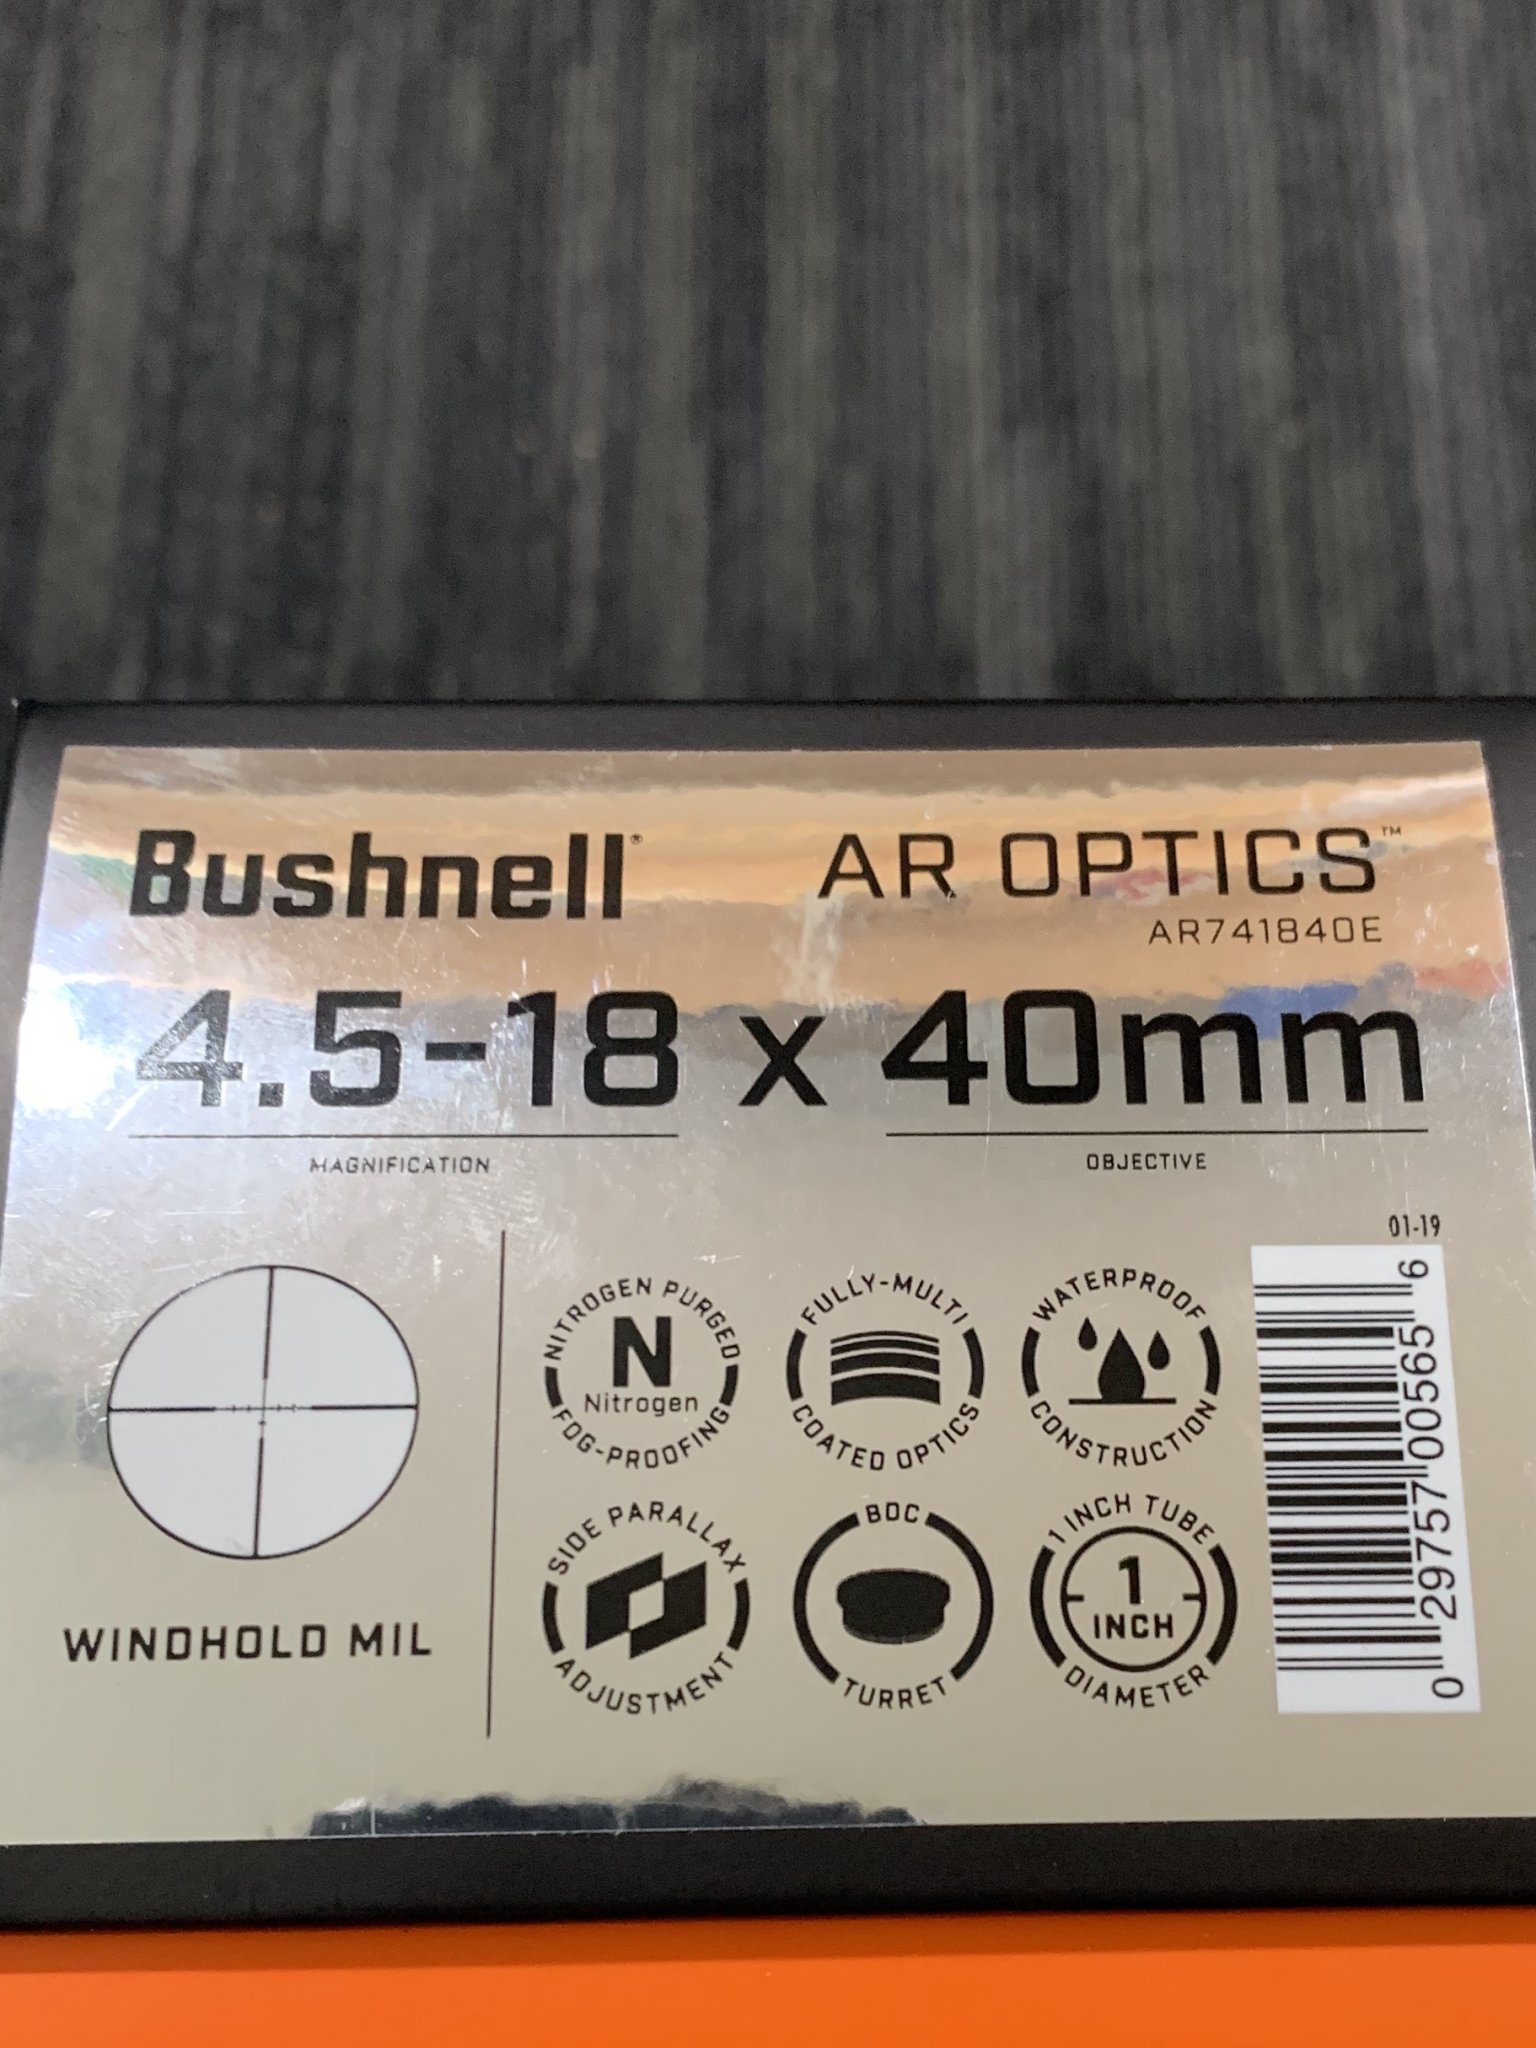 Bushnell®
AR OPTICS™
AR741840E
4.5-18 x 40mm
MAGNIFICATION
OBJECTIVE
01-19
NITROGEN PURGED
N
Nitrogen
FOG-PROOFING
FULLY-MULTI
COATED OPTICS
WATERPROOF
CONSTRUCTION
WINDHOLD MIL
SIDE PARALLAX
ADJUSTMENT
BDC
TURRET
1 INCH TUBE
1
INCH
DIAMETER
0 29757 00565 6